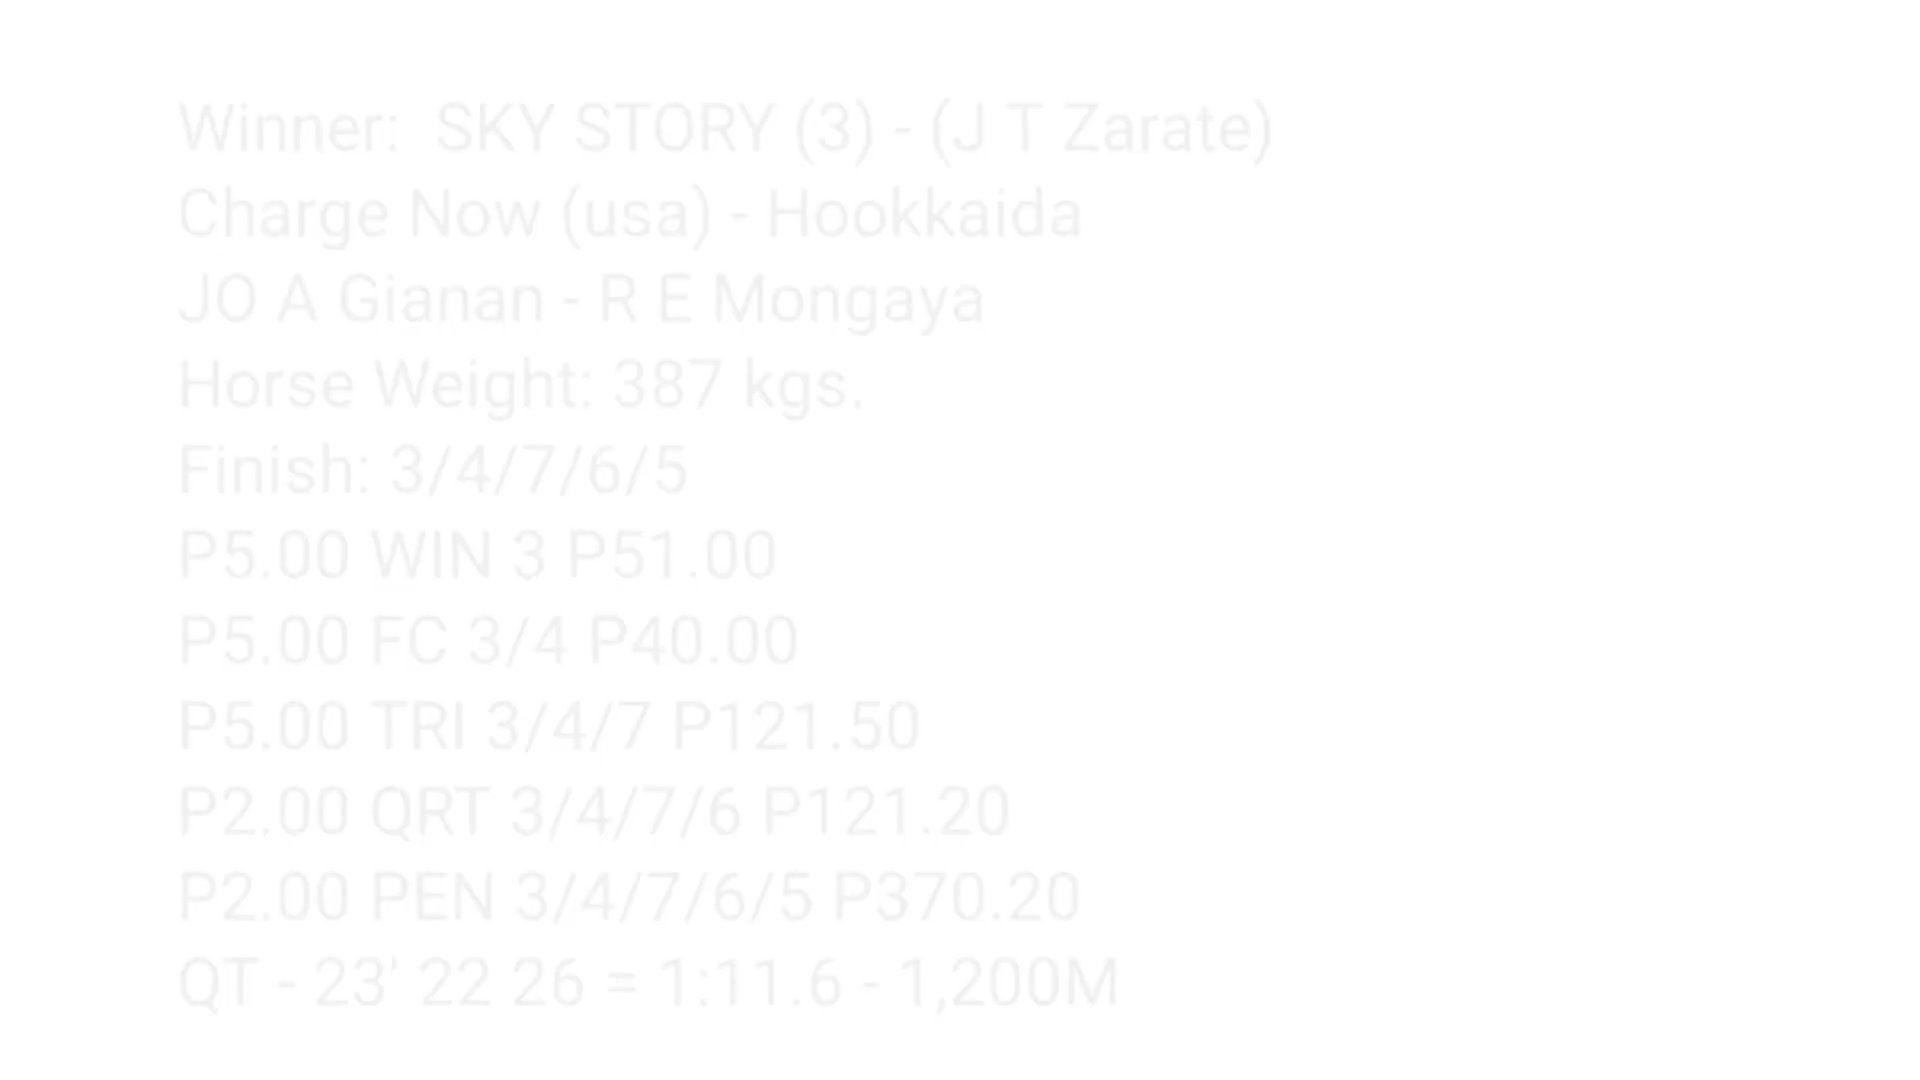 Winner:  SKY STORY (3) - (J T Zarate)
Charge Now (usa) - Hookkaida
JO A Gianan - R E Mongaya
Horse Weight: 387 kgs.
Finish: 3/4/7/6/5
P5.00 WIN 3 P51.00
P5.00 FC 3/4 P40.00
P5.00 TRI 3/4/7 P121.50
P2.00 QRT 3/4/7/6 P121.20
P2.00 PEN 3/4/7/6/5 P370.20
QT - 23' 22 26 = 1:11.6 - 1,200M